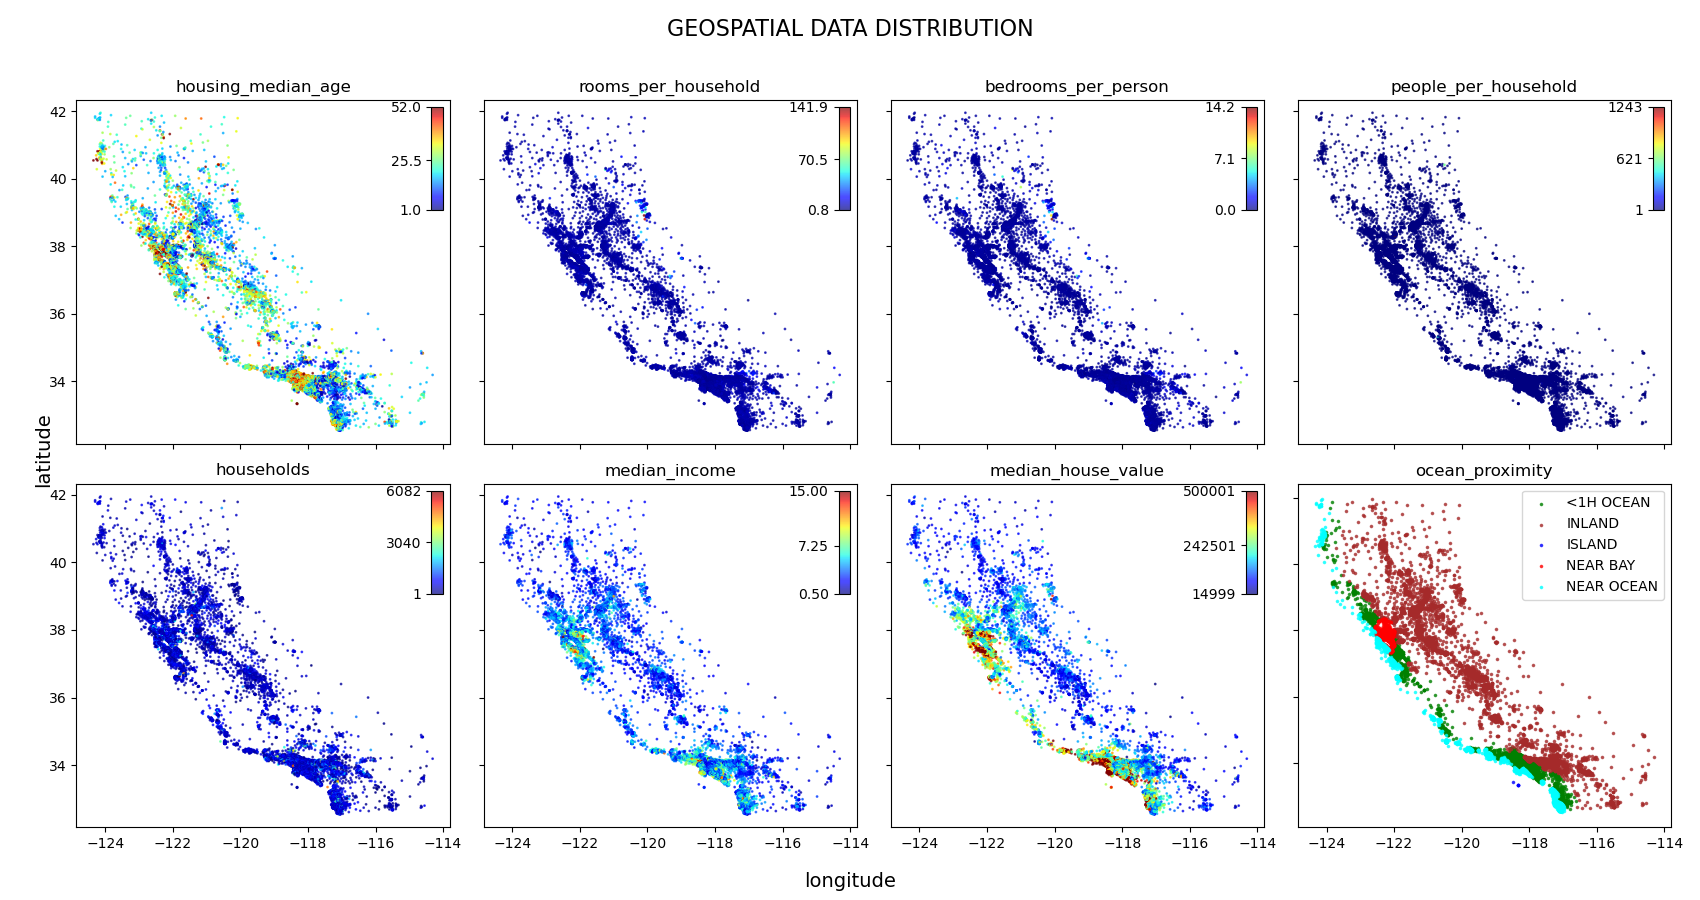 GEOSPATIAL DATA DISTRIBUTION
housing_median_age
52.0
25.5
1.0
42
40
38
36
34
rooms_per_household
141.9
70.5
0.8
bedrooms_per_person
14.2
7.1
0.0
people_per_household
1243
621
1
latitude
households
6082
3040
1
42
40
38
36
34
−124 −122 −120 −118 −116 −114
median_income
15.00
7.25
0.50
−124 −122 −120 −118 −116 −114
median_house_value
500001
242501
14999
−124 −122 −120 −118 −116 −114
ocean_proximity
<1H OCEAN
INLAND
ISLAND
NEAR BAY
NEAR OCEAN
−124 −122 −120 −118 −116 −114
longitude